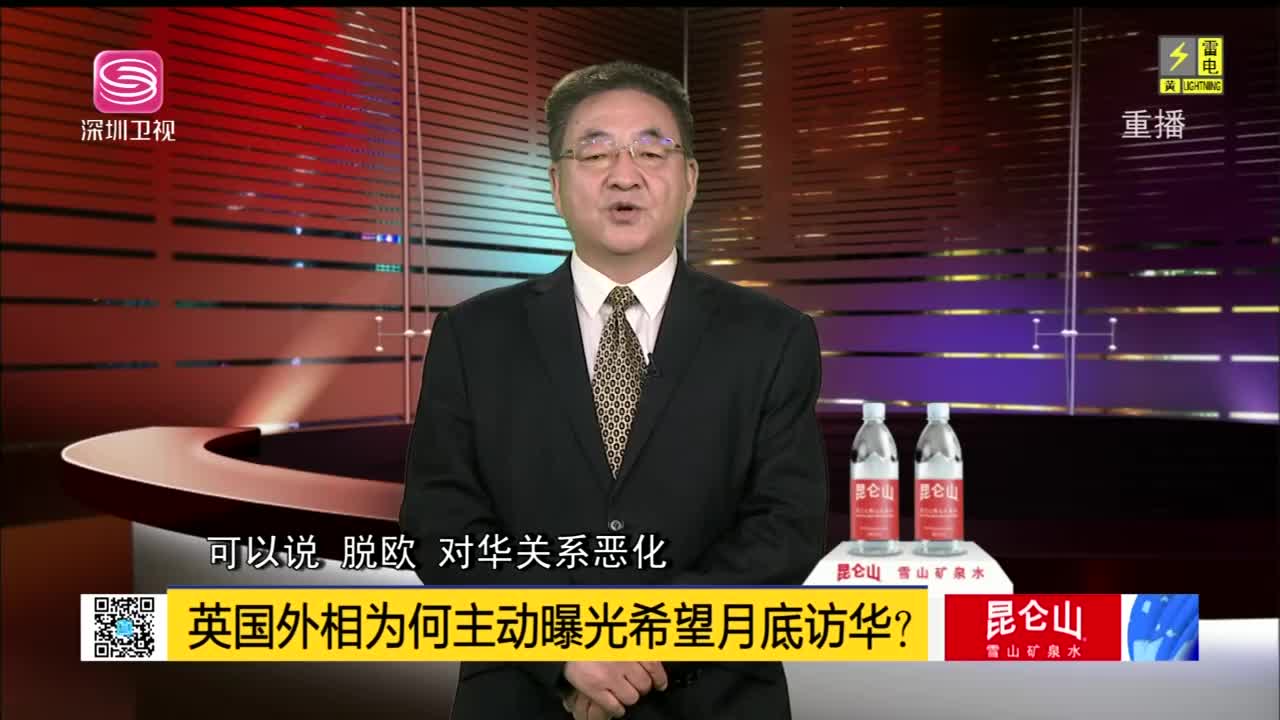 深圳卫视
雷电
黄 LIGHTNING
重播
昆仑山
昆仑山
昆仑山 雪山矿泉水
可以说 脱欧 对华关系恶化
英国外相为何主动曝光希望月底访华?
昆仑山
雪山矿泉水